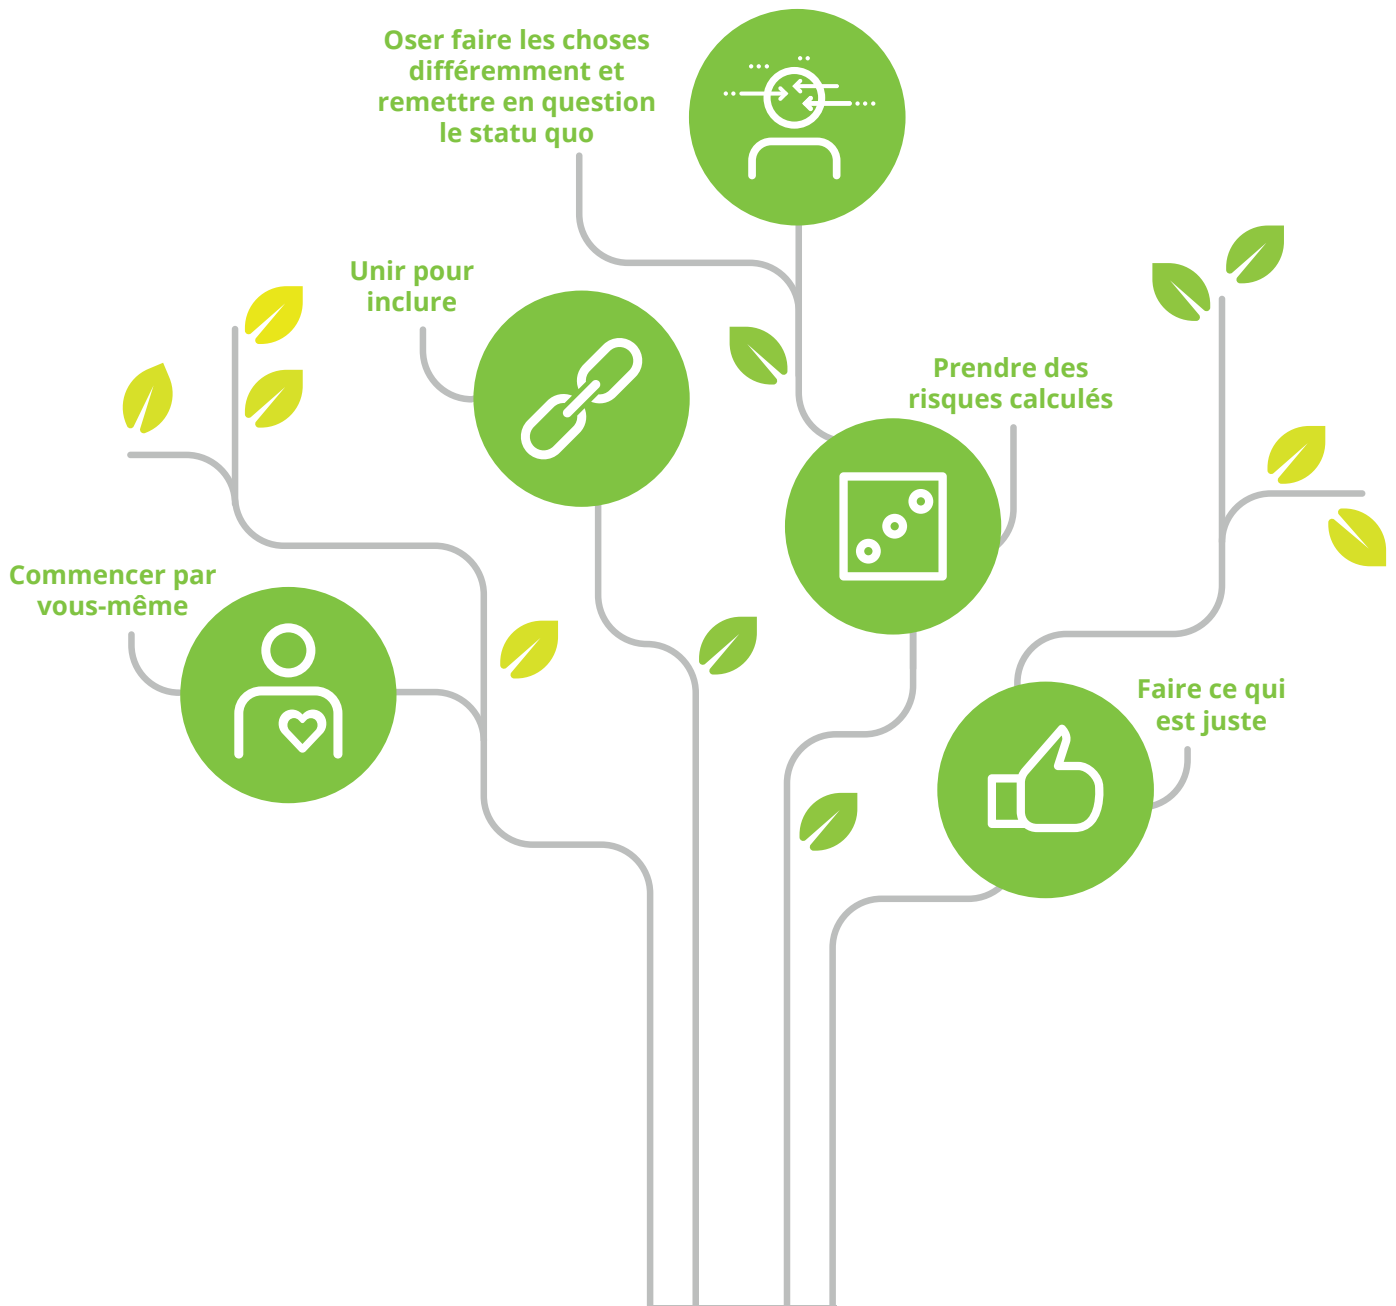 Oser faire les choses
différemment et
remettre en question
le statu quo
Unir pour
inclure
Prendre des
risques calculés
Commencer par
vous-même
Faire ce qui
est juste